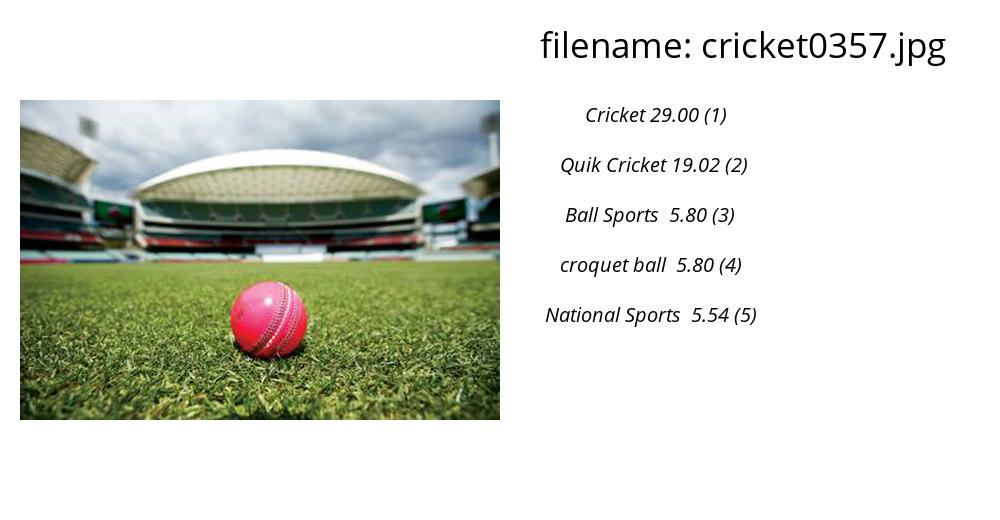 filename: cricket0357.jpg
Cricket 29.00 (1)
Quik Cricket 19.02 (2)
Ball Sports 5.80 (3)
croquet ball 5.80 (4)
National Sports 5.54 (5)